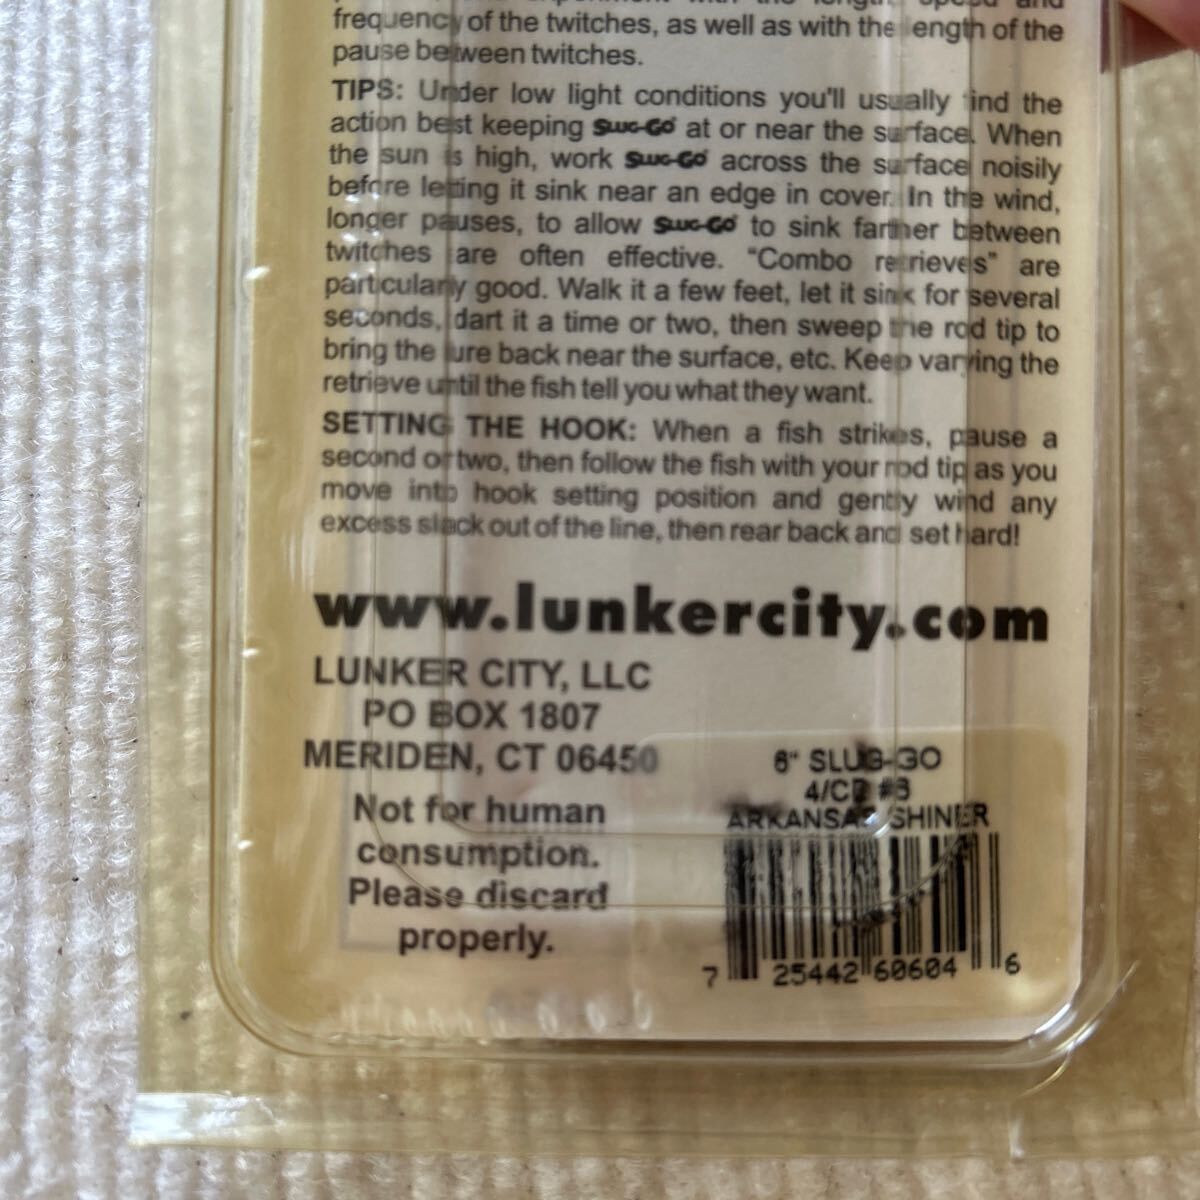 frequency of the twitches, as well as with the length of the
pause between twitches.
TIPS: Under low light conditions you'll usually find the
action best keeping SLUG-GO at or near the surface. When
the sun is high, work SLUG-GO across the surface noisily
before letting it sink near an edge in cover. In the wind,
longer pauses, to allow SLUG-GO to sink farther between
twitches are often effective. "Combo retrieves" are
particularly good. Walk it a few feet, let it sink for several
seconds, dart it a time or two, then sweep the rod tip to
bring the lure back near the surface, etc. Keep varying the
retrieve until the fish tell you what they want.
SETTING THE HOOK: When a fish strikes, pause a
second or two, then follow the fish with your rod tip as you
move into hook setting position and gently wind any
excess slack out of the line, then rear back and set hard!
www.lunkercity.com
LUNKER CITY, LLC
PO BOX 1807
MERIDEN, CT 06450
Not for human
consumption.
Please discard
properly.
6" SLUG-GO
4/CD #8
ARKANSAS SHINER
7 25442 60604 6